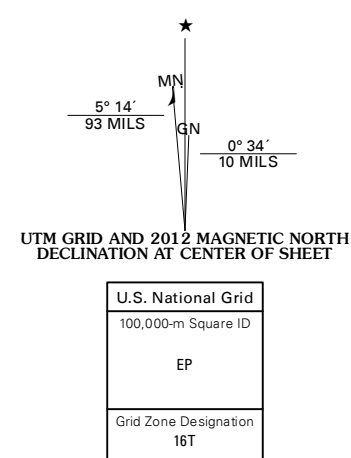 ★
MN
5° 14´
93 MILS
GN
0° 34´
10 MILS
UTM GRID AND 2012 MAGNETIC NORTH
DECLINATION AT CENTER OF SHEET
U.S. National Grid
100,000-m Square ID
EP
Grid Zone Designation
16T